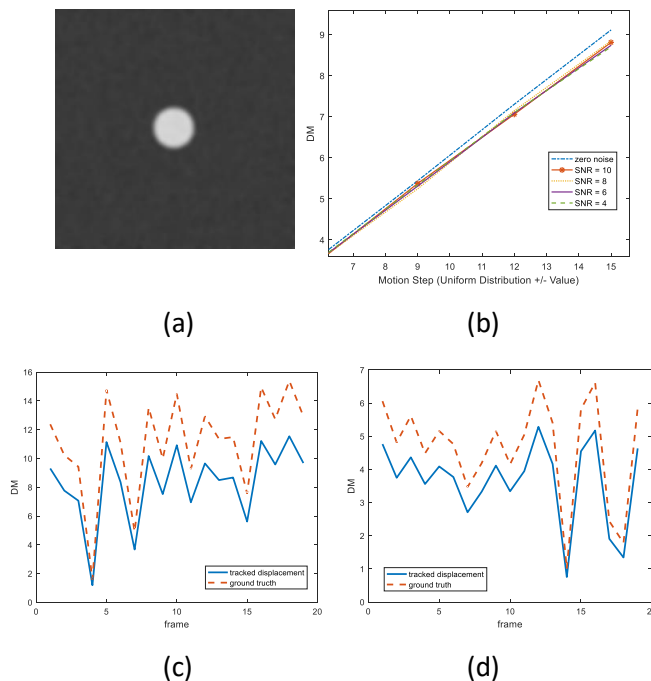 9
8
7
6
5
4
DM
zero noise
SNR = 10
SNR = 8
SNR = 6
SNR = 4
7 8 9 10 11 12 13 14 15
Motion Step (Uniform Distribution +/- Value)
(a) (b)
16
14
12
10
8
6
4
2
0
DM
tracked displacement
ground tructh
0 5 10 15 20
frame
7
6
5
4
3
2
1
0
DM
tracked displacement
ground truth
0 5 10 15 2
frame
(c) (d)